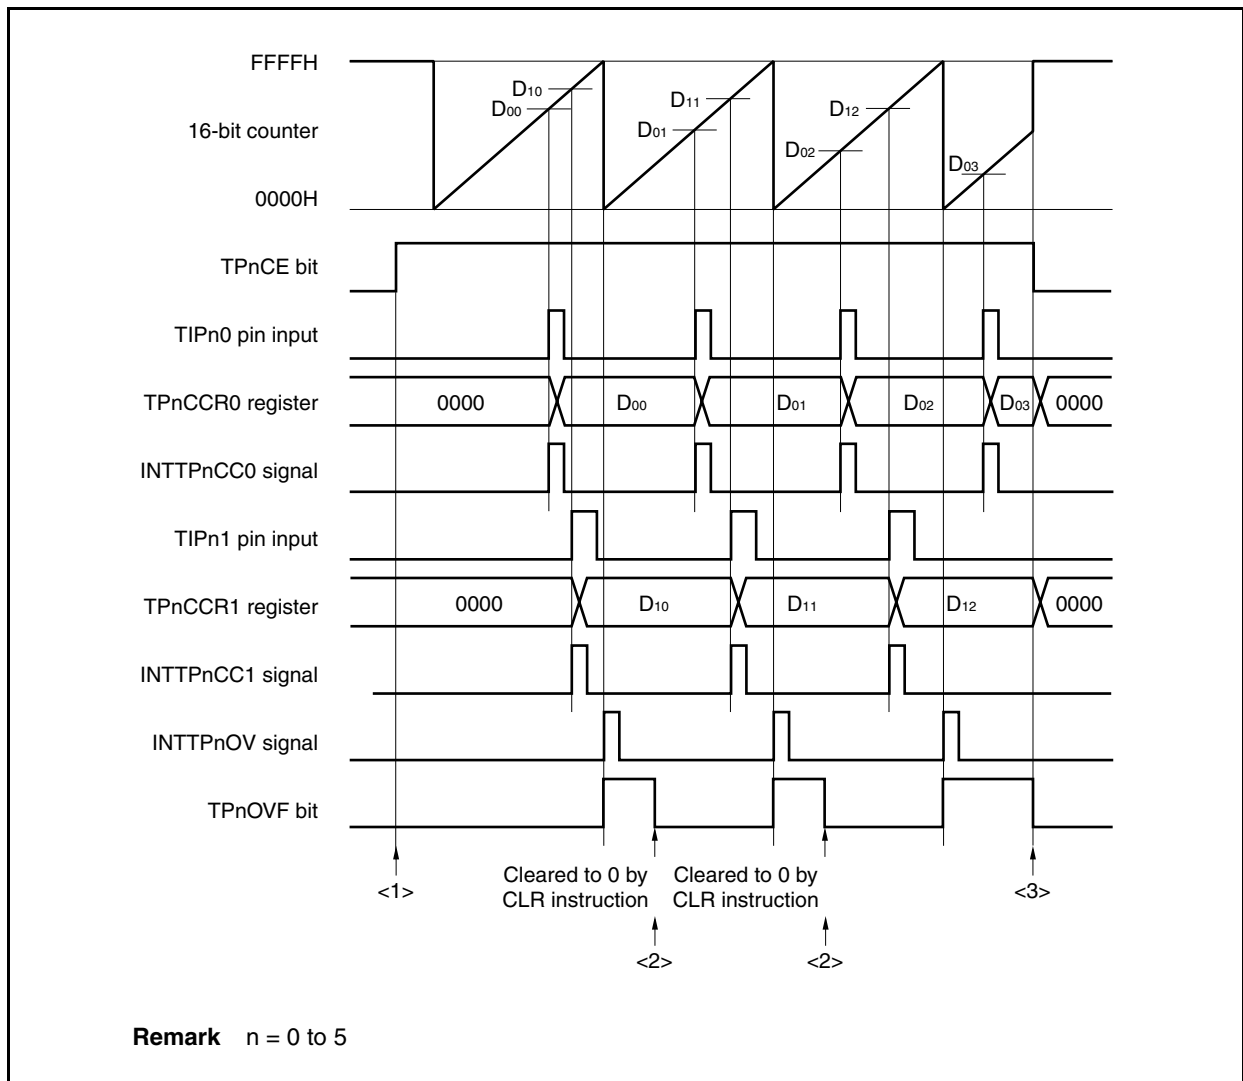 FFFFH
D10
D00
D11
D01
D12
D02
D03
16-bit counter
0000H
TPnCE bit
TIPn0 pin input
TPnCCR0 register
0000 D00 D01 D02 D03 0000
INTTPnCC0 signal
TIPn1 pin input
TPnCCR1 register
0000 D10 D11 D12 0000
INTTPnCC1 signal
INTTPnOV signal
TPnOVF bit
Cleared to 0 by
CLR instruction
Cleared to 0 by
CLR instruction
<1>
<3>
<2>
<2>
Remark n = 0 to 5